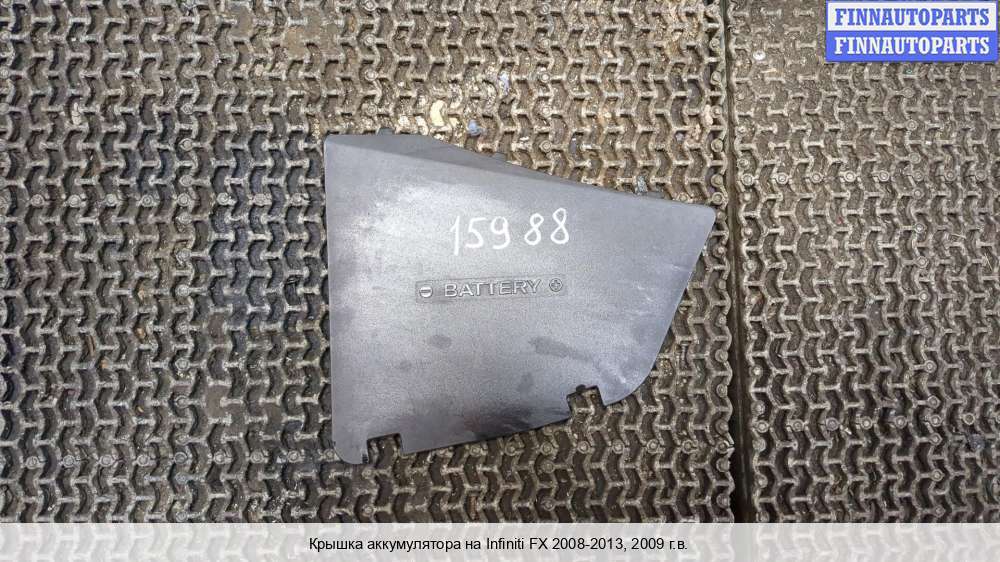 FINNAUTOPARTS
FINNAUTOPARTS
15988
BATTERY
Крышка аккумулятора на Infiniti FX 2008-2013, 2009 г.в.